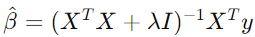 β̂ = (XᵀX + λI)⁻¹Xᵀy